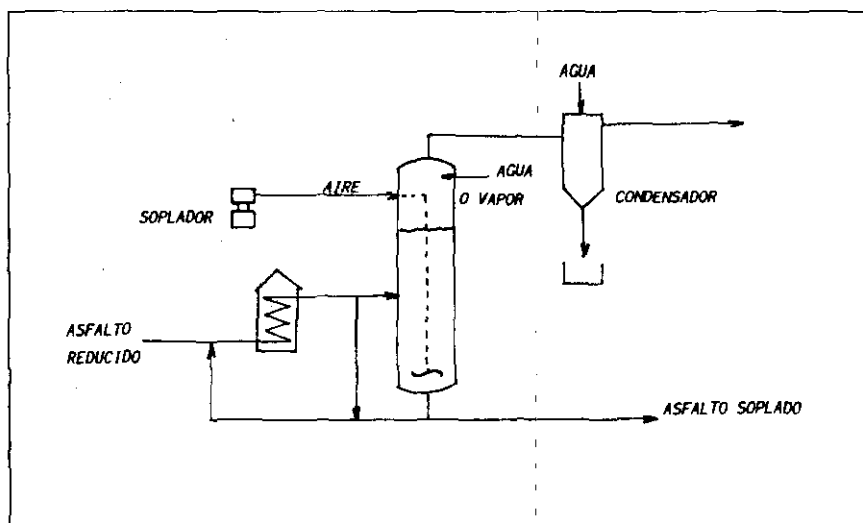 AGUA
AGUA
O VAPOR
AIRE
SOPLADOR
CONDENSADOR
ASFALTO
REDUCIDO
ASFALTO SOPLADO